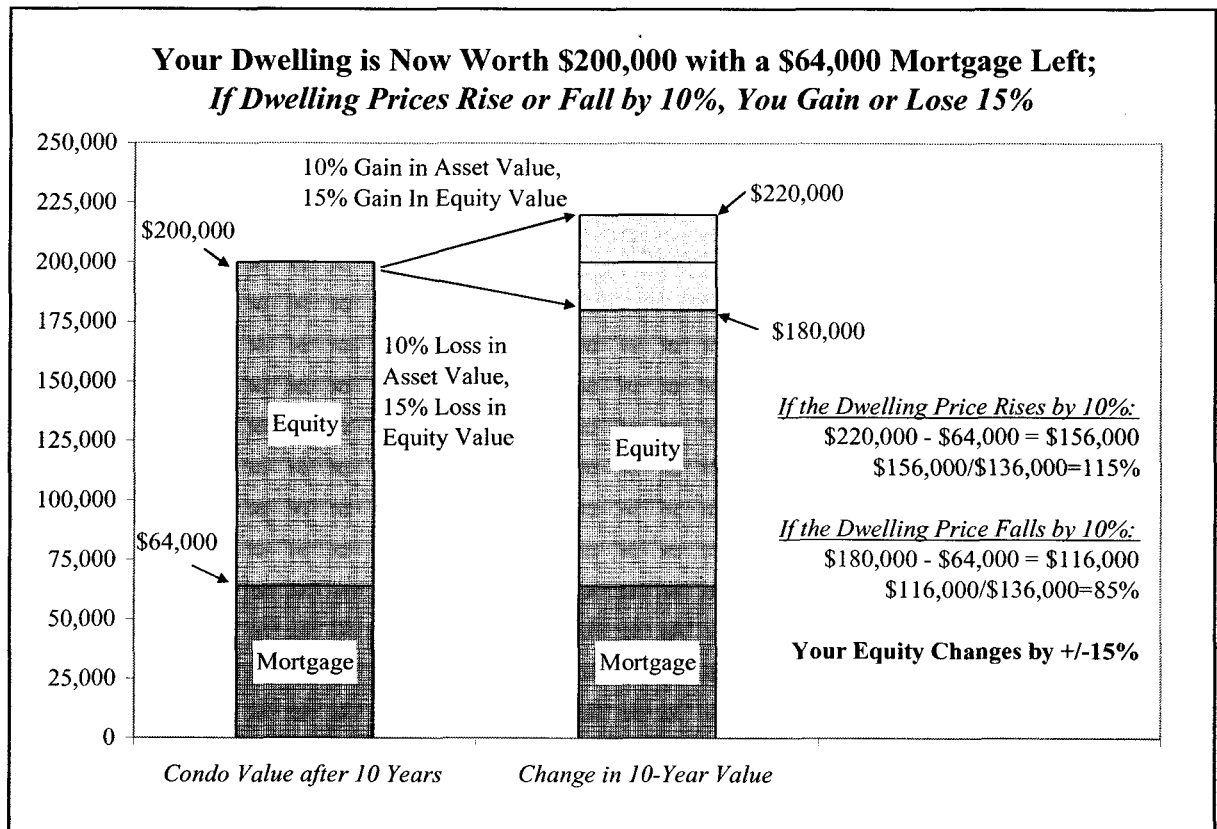 Your Dwelling is Now Worth $200,000 with a $64,000 Mortgage Left;
If Dwelling Prices Rise or Fall by 10%, You Gain or Lose 15%
250,000
225,000
200,000
175,000
150,000
125,000
100,000
75,000
50,000
25,000
0
$200,000
$64,000
Equity
Mortgage
10% Gain in Asset Value,
15% Gain In Equity Value
10% Loss in
Asset Value,
15% Loss in
Equity Value
$220,000
$180,000
Equity
Mortgage
If the Dwelling Price Rises by 10%:
$220,000 - $64,000 = $156,000
$156,000/$136,000=115%
If the Dwelling Price Falls by 10%:
$180,000 - $64,000 = $116,000
$116,000/$136,000=85%
Your Equity Changes by +/-15%
Condo Value after 10 Years
Change in 10-Year Value